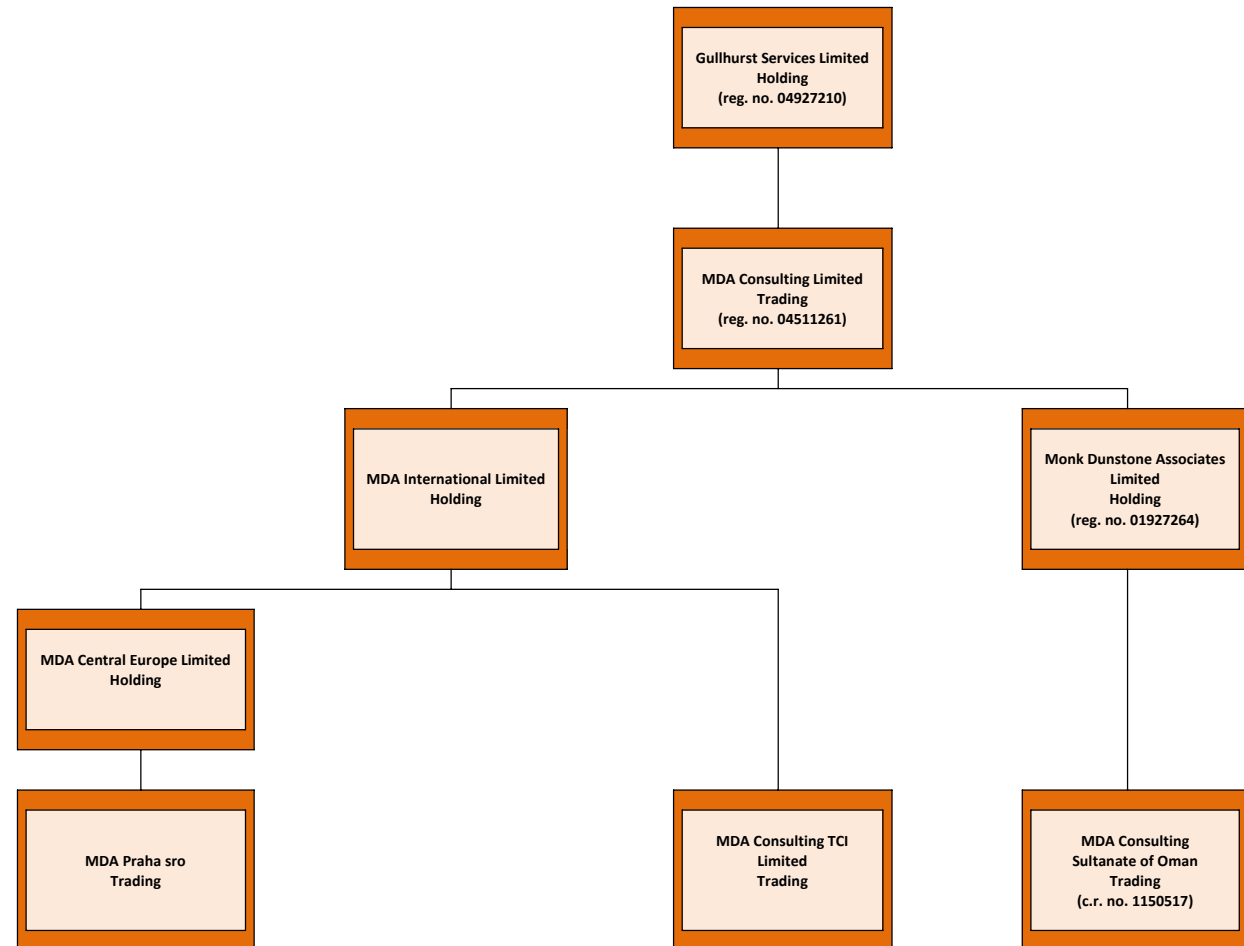 Gullhurst Services Limited
Holding
(reg. no. 04927210)
MDA Consulting Limited
Trading
(reg. no. 04511261)
MDA International Limited
Holding
Monk Dunstone Associates
Limited
Holding
(reg. no. 01927264)
MDA Central Europe Limited
Holding
MDA Praha sro
Trading
MDA Consulting TCI
Limited
Trading
MDA Consulting
Sultanate of Oman
Trading
(c.r. no. 1150517)